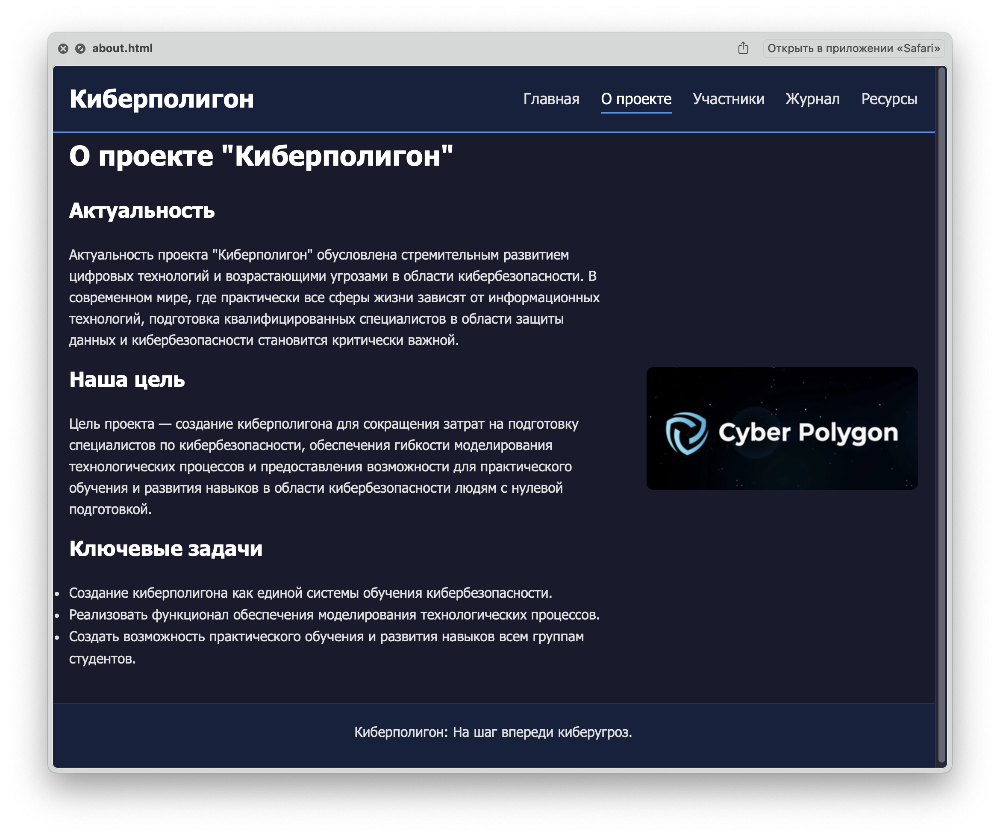 about.html
Открыть в приложении «Safari»
Киберполигон
Главная О проекте Участники Журнал Ресурсы
О проекте "Киберполигон"
Актуальность
Актуальность проекта "Киберполигон" обусловлена стремительным развитием
цифровых технологий и возрастающими угрозами в области кибербезопасности. В
современном мире, где практически все сферы жизни зависят от информационных
технологий, подготовка квалифицированных специалистов в области защиты
данных и кибербезопасности становится критически важной.
Наша цель
Цель проекта — создание киберполигона для сокращения затрат на подготовку
специалистов по кибербезопасности, обеспечения гибкости моделирования
технологических процессов и предоставления возможности для практического
обучения и развития навыков в области кибербезопасности людям с нулевой
подготовкой.
Cyber Polygon
Ключевые задачи
• Создание киберполигона как единой системы обучения кибербезопасности.
• Реализовать функционал обеспечения моделирования технологических процессов.
• Создать возможность практического обучения и развития навыков всем группам
студентов.
Киберполигон: На шаг впереди киберугроз.